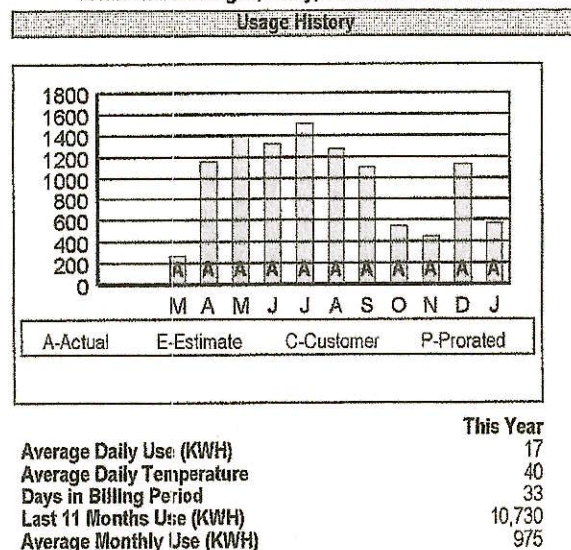 Usage History
1800
1600
1400
1200
1000
800
600
400
200
0
A A A A A A A A A A A
M A M J J A S O N D J
A-Actual E-Estimate C-Customer P-Prorated
This Year
Average Daily Use (KWH) 17
Average Daily Temperature 40
Days in Billing Period 33
Last 11 Months Use (KWH) 10,730
Average Monthly Use (KWH) 975